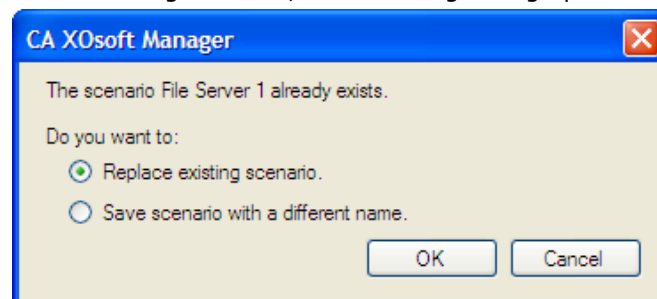 CA XOsoft Manager
The scenario File Server 1 already exists.
Do you want to:
Replace existing scenario.
Save scenario with a different name.
OK Cancel